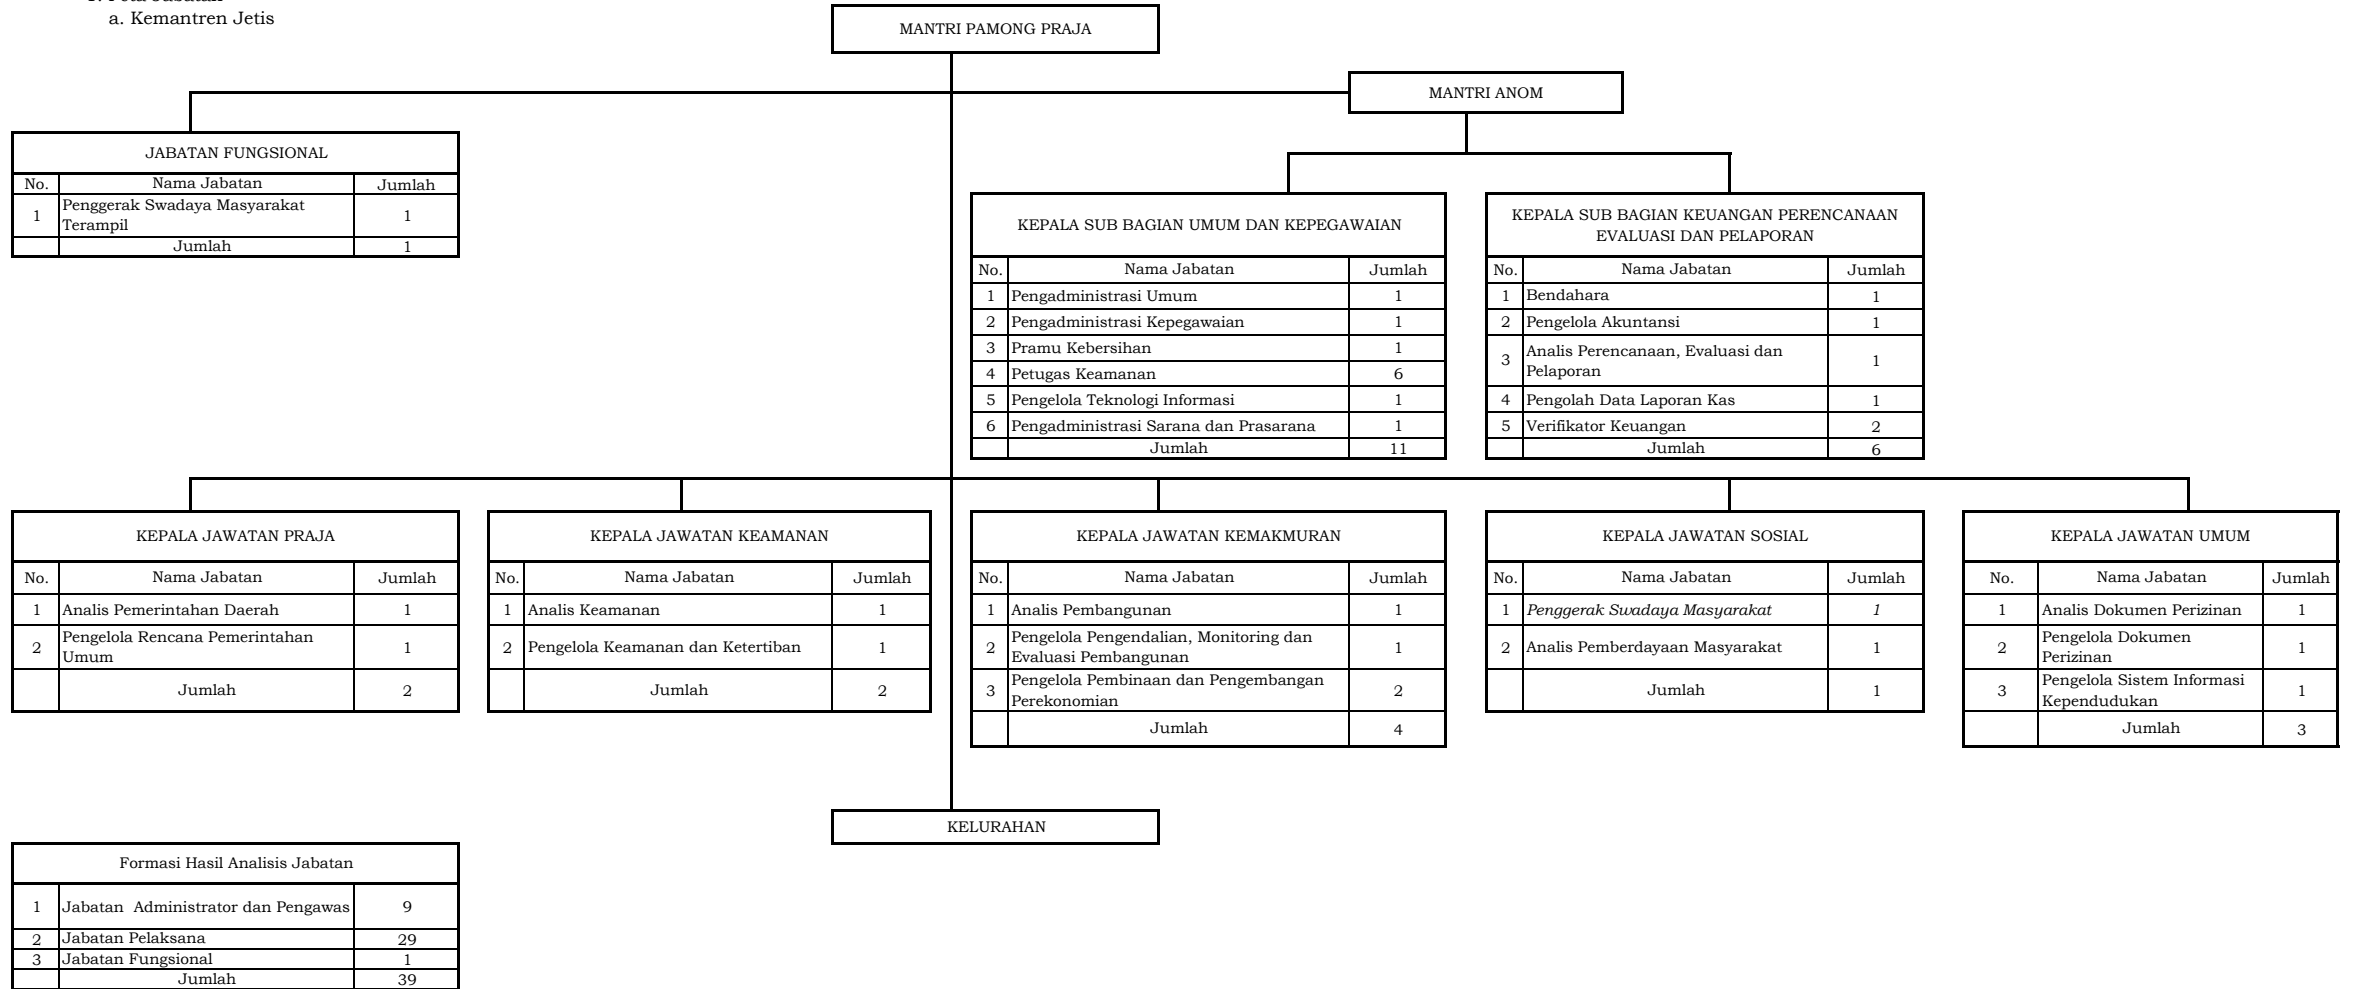 a. Kemantren Jetis
MANTRI PAMONG PRAJA
MANTRI ANOM
JABATAN FUNGSIONAL
No. Nama Jabatan Jumlah
1 Penggerak Swadaya Masyarakat
Terampil 1
Jumlah 1
KEPALA SUB BAGIAN UMUM DAN KEPEGAWAIAN
No. Nama Jabatan Jumlah
1 Pengadministrasi Umum 1
2 Pengadministrasi Kepegawaian 1
3 Pramu Kebersihan 1
4 Petugas Keamanan 6
5 Pengelola Teknologi Informasi 1
6 Pengadministrasi Sarana dan Prasarana 1
Jumlah 11
KEPALA SUB BAGIAN KEUANGAN PERENCANAAN
EVALUASI DAN PELAPORAN
No. Nama Jabatan Jumlah
1 Bendahara 1
2 Pengelola Akuntansi 1
3 Analis Perencanaan, Evaluasi dan
Pelaporan 1
4 Pengolah Data Laporan Kas 1
5 Verifikator Keuangan 2
Jumlah 6
KEPALA JAWATAN PRAJA
No. Nama Jabatan Jumlah
1 Analis Pemerintahan Daerah 1
2 Pengelola Rencana Pemerintahan
Umum 1
Jumlah 2
KEPALA JAWATAN KEAMANAN
No. Nama Jabatan Jumlah
1 Analis Keamanan 1
2 Pengelola Keamanan dan Ketertiban 1
Jumlah 2
KEPALA JAWATAN KEMAKMURAN
No. Nama Jabatan Jumlah
1 Analis Pembangunan 1
2 Pengelola Pengendalian, Monitoring dan
Evaluasi Pembangunan 1
3 Pengelola Pembinaan dan Pengembangan
Perekonomian 2
Jumlah 4
KEPALA JAWATAN SOSIAL
No. Nama Jabatan Jumlah
1 Penggerak Swadaya Masyarakat 1
2 Analis Pemberdayaan Masyarakat 1
Jumlah 1
KEPALA JAWATAN UMUM
No. Nama Jabatan Jumlah
1 Analis Dokumen Perizinan 1
2 Pengelola Dokumen
Perizinan 1
3 Pengelola Sistem Informasi
Kependudukan 1
Jumlah 3
KELURAHAN
Formasi Hasil Analisis Jabatan
1 Jabatan Administrator dan Pengawas 9
2 Jabatan Pelaksana 29
3 Jabatan Fungsional 1
Jumlah 39